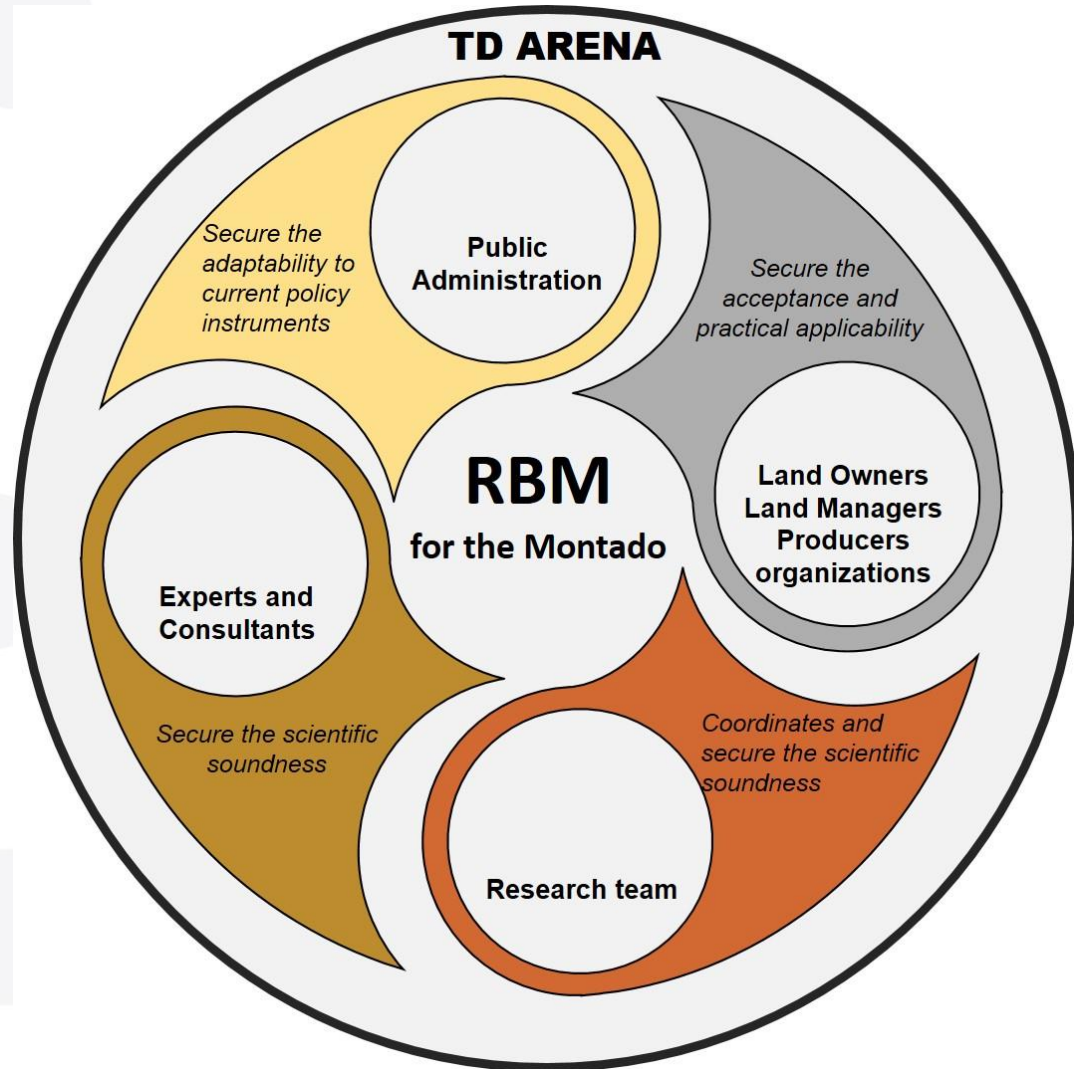 TD ARENA
Secure the
adaptability to
current policy
instruments
Public
Administration
Secure the
acceptance and
practical applicability
Land Owners
Land Managers
Producers
organizations
RBM
for the Montado
Experts and
Consultants
Secure the scientific
soundness
Coordinates and
secure the scientific
soundness
Research team